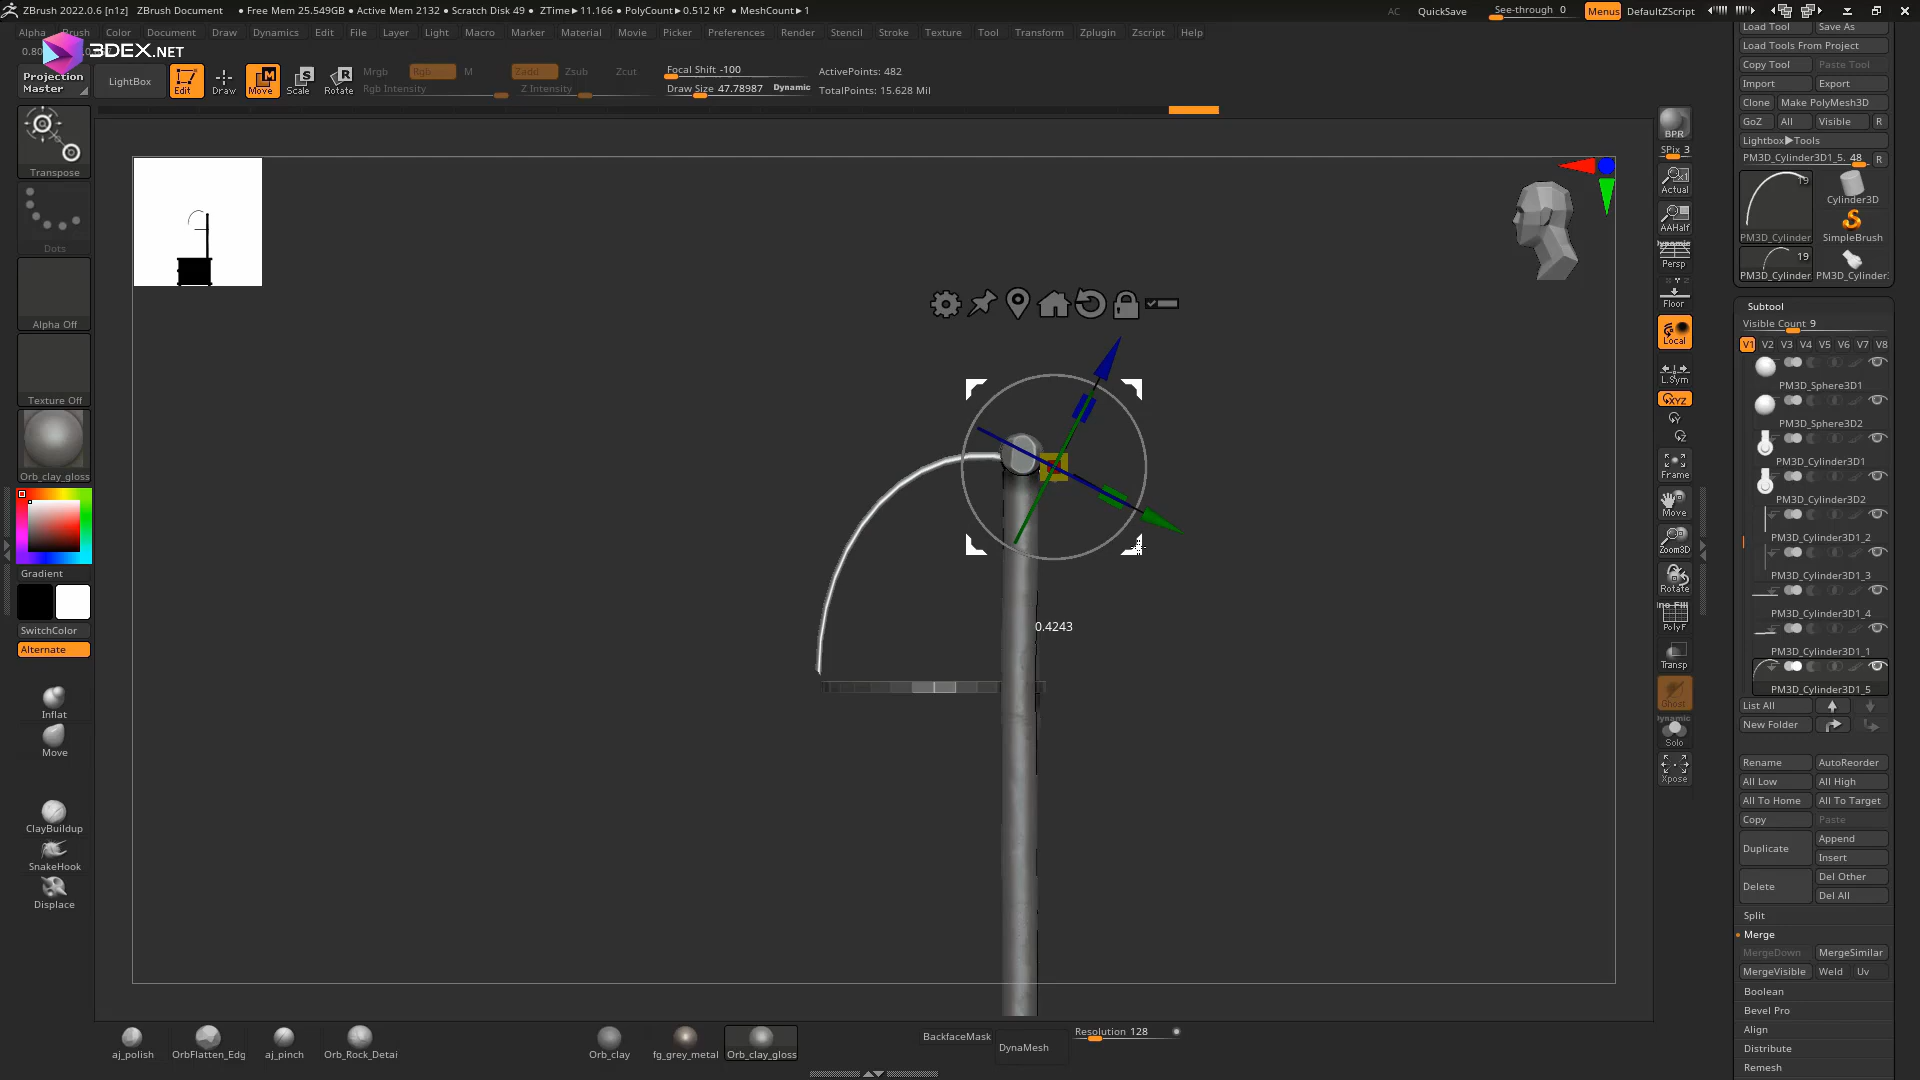 ZBrush 2022.0.6 [n1z] ZBrush Document • Free Mem 25.549GB • Active Mem 2132 • Scratch Disk 49 • ZTime▶11.166 • PolyCount▶0.512 KP • MeshCount▶1 AC QuickSave See-through 0 Menus DefaultZScript
Alpha Brush Color Document Draw Dynamics Edit File Layer Light Macro Marker Material Movie Picker Preferences Render Stencil Stroke Texture Tool Transform Zplugin Zscript Help
3DEX.NET
Projection Master
LightBox
Edit Draw Move Scale Rotate
Mrgb Rgb M
Rgb Intensity
Zadd Zsub Zcut
Z Intensity
Focal Shift -100
Draw Size 47.78987 Dynamic
ActivePoints: 482
TotalPoints: 15.628 Mil
Transpose
Dots
Alpha Off
Texture Off
Orb_clay_gloss
Gradient
SwitchColor
Alternate
Inflat
Move
ClayBuildup
SnakeHook
Displace
0.4243
BPR
SPix 3
Actual
AAHalf
Dynamic
Persp
Floor
Local
L.Sym
XYZ
Frame
Move
Zoom3D
Rotate
PolyF
Transp
Ghost
Dynamic
Solo
Xpose
Load Tool Save As
Load Tools From Project
Copy Tool Paste Tool
Import Export
Clone Make PolyMesh3D
GoZ All Visible R
Lightbox▶Tools
PM3D_Cylinder3D1_5. 48 R
19
Cylinder3D
PM3D_Cylinder SimpleBrush
19
PM3D_Cylinder PM3D_Cylinder
Subtool
Visible Count 9
V1 V2 V3 V4 V5 V6 V7 V8
PM3D_Sphere3D1
PM3D_Sphere3D2
PM3D_Cylinder3D1
PM3D_Cylinder3D2
PM3D_Cylinder3D1_2
PM3D_Cylinder3D1_3
PM3D_Cylinder3D1_4
PM3D_Cylinder3D1_1
PM3D_Cylinder3D1_5
List All
New Folder
Rename AutoReorder
All Low All High
All To Home All To Target
Copy Paste
Duplicate Append
Insert
Delete Del Other
Del All
Split
Merge
MergeDown MergeSimilar
MergeVisible Weld Uv
Boolean
Bevel Pro
Align
Distribute
Remesh
aj_polish OrbFlatten_Edg aj_pinch Orb_Rock_Detai Orb_clay fg_grey_metal Orb_clay_gloss
BackfaceMask DynaMesh Resolution 128